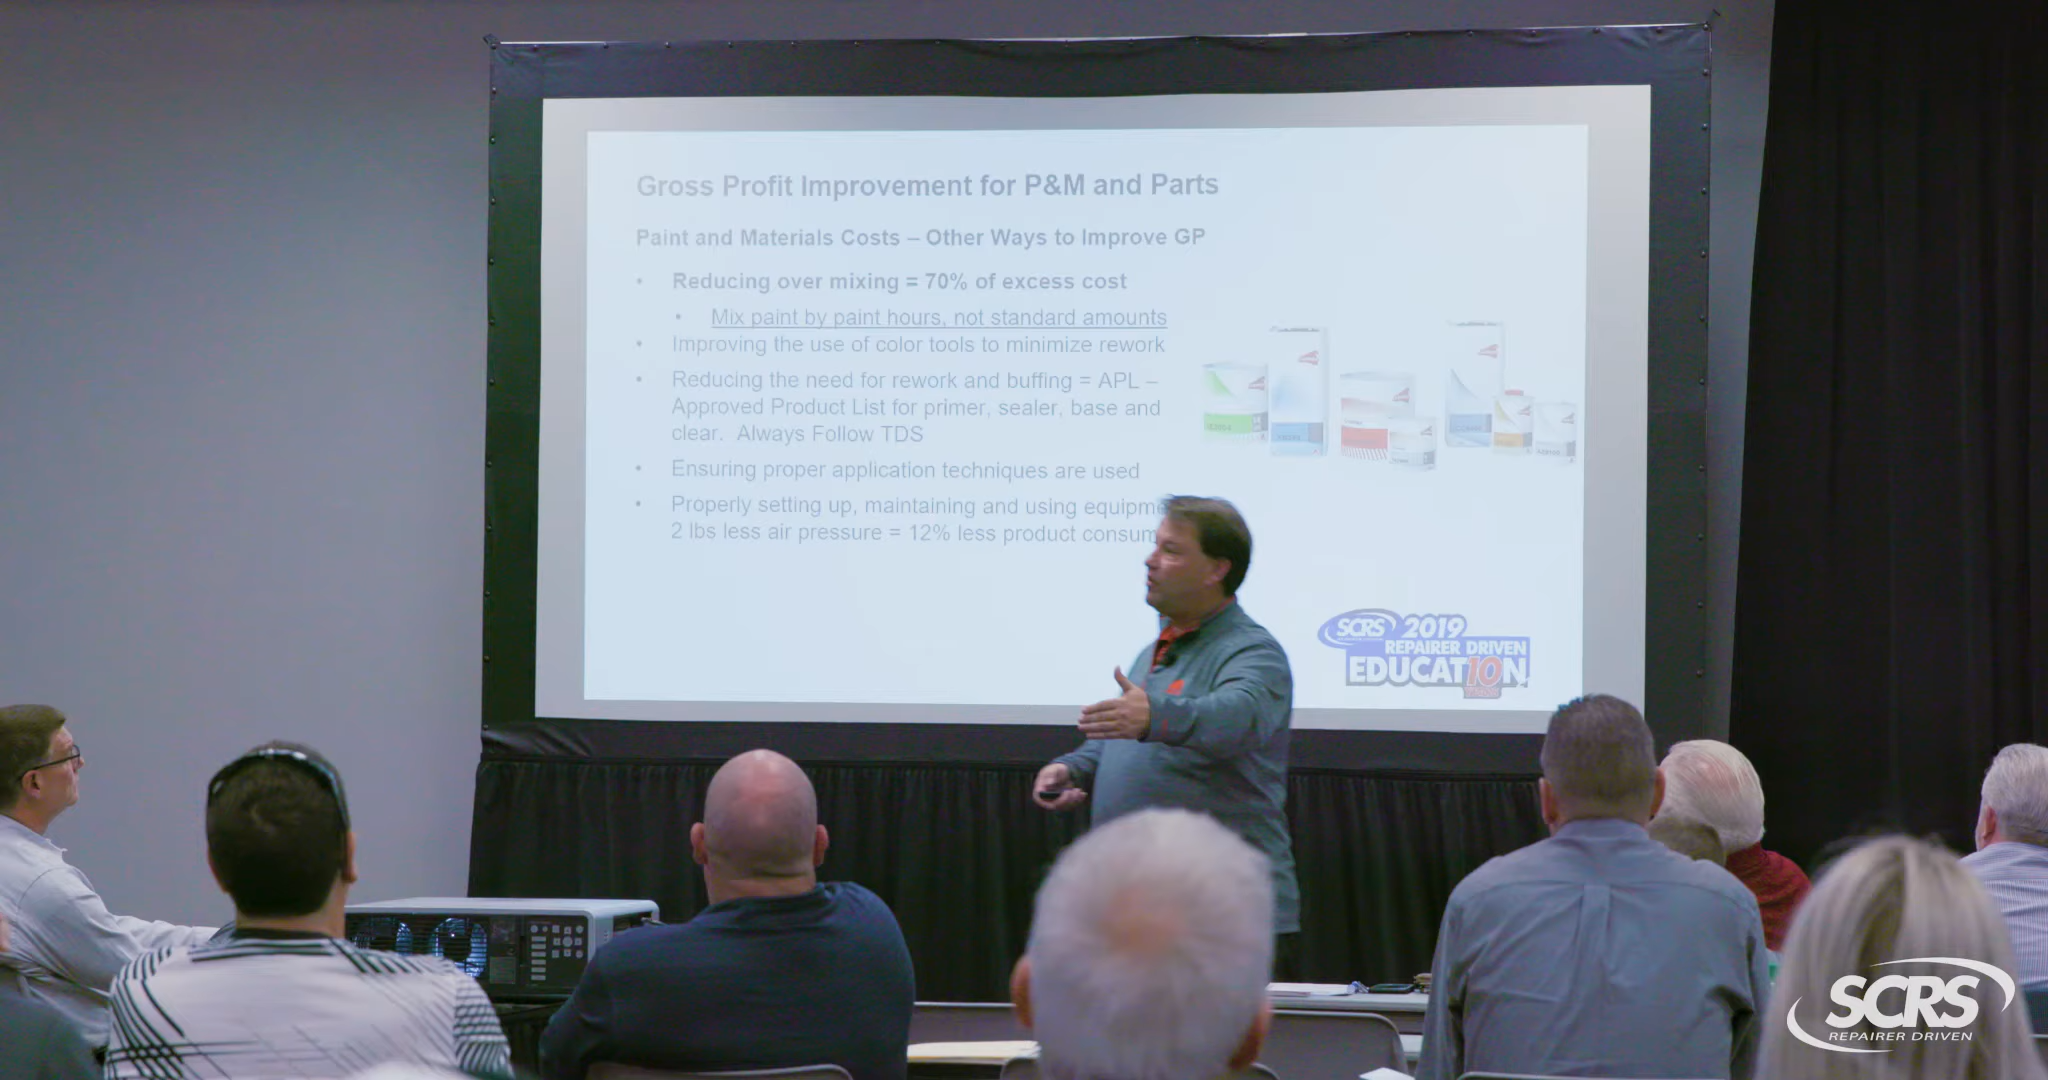 Gross Profit Improvement for P&M and Parts
Paint and Materials Costs – Other Ways to Improve GP
• Reducing over mixing = 70% of excess cost
• Mix paint by paint hours, not standard amounts
• Improving the use of color tools to minimize rework
• Reducing the need for rework and buffing = APL –
Approved Product List for primer, sealer, base and
clear. Always Follow TDS
• Ensuring proper application techniques are used
• Properly setting up, maintaining and using equipme
2 lbs less air pressure = 12% less product consum
SCRS 2019
REPAIRER DRIVEN
EDUCAT10N
SCRS
REPAIRER DRIVEN